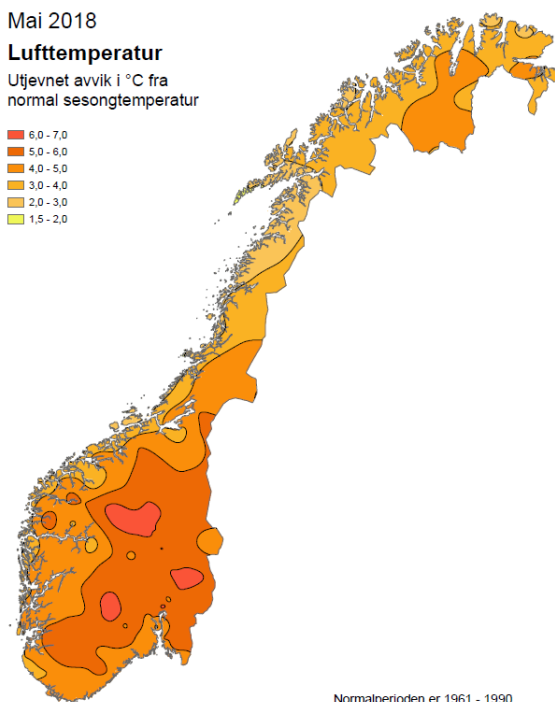 Mai 2018
Lufttemperatur
Utjevnet avvik i °C fra
normal sesongtemperatur
6,0 - 7,0
5,0 - 6,0
4,0 - 5,0
3,0 - 4,0
2,0 - 3,0
1,5 - 2,0
Normalperioden er 1961 - 1990